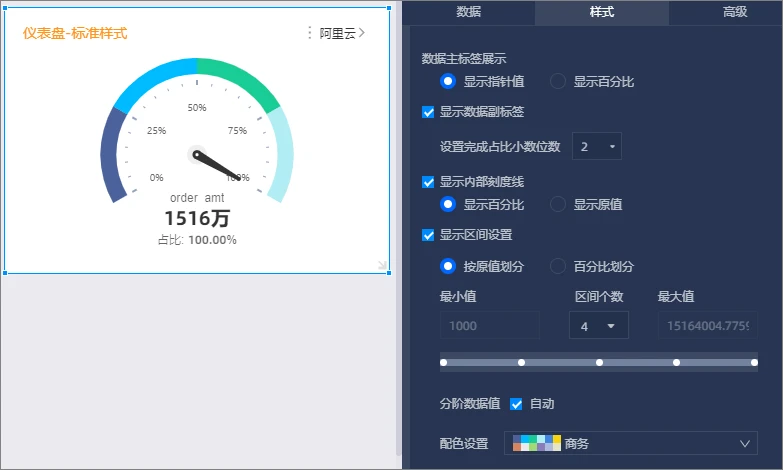 数据 样式 高级
仪表盘-标准样式 阿里云
50%
25% 75%
0% 100%
order_amt
1516万
占比: 100.00%
数据主标签展示
显示指针值 显示百分比
显示数据副标签
设置完成占比小数位数 2
显示内部刻度线
显示百分比 显示原值
显示区间设置
按原值划分 百分比划分
最小值 区间个数 最大值
1000 4 15164004.7759
分阶数据值 自动
配色设置 商务